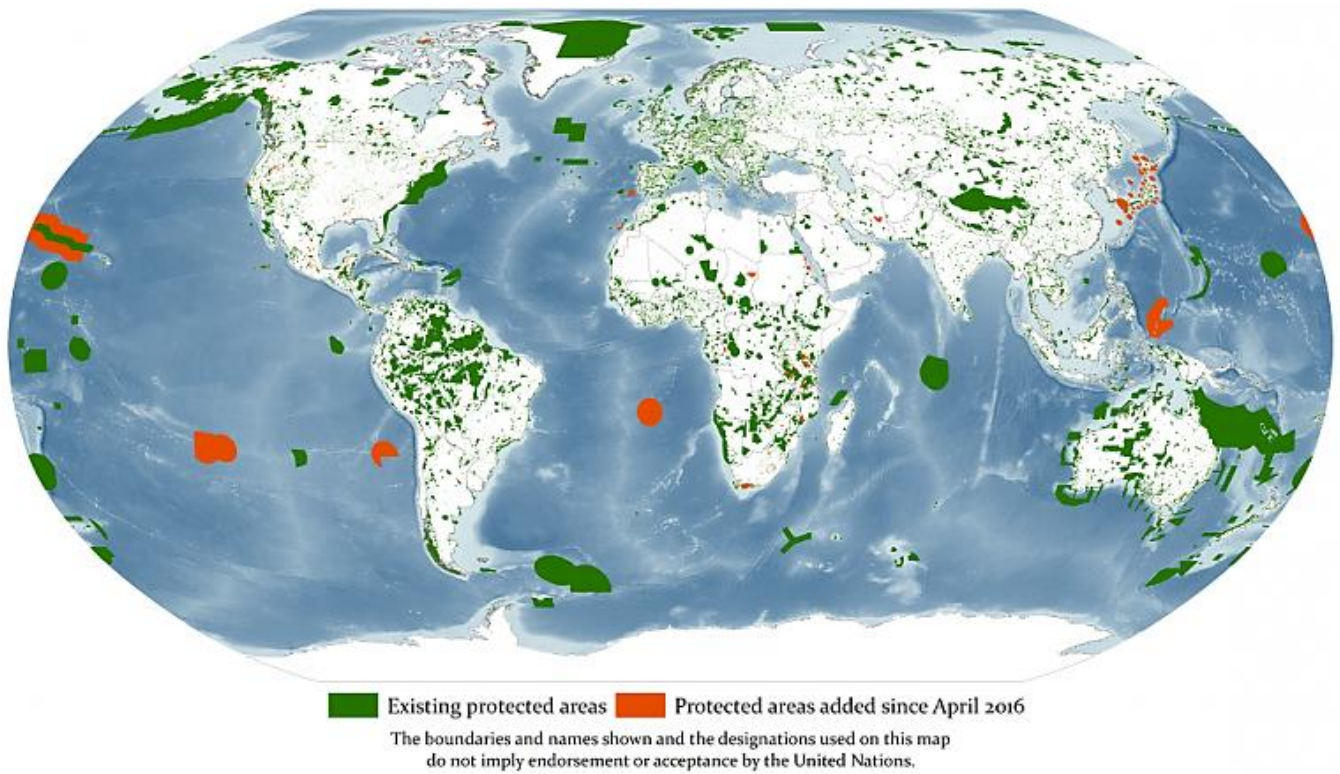 Existing protected areas
Protected areas added since April 2016
The boundaries and names shown and the designations used on this map
do not imply endorsement or acceptance by the United Nations.